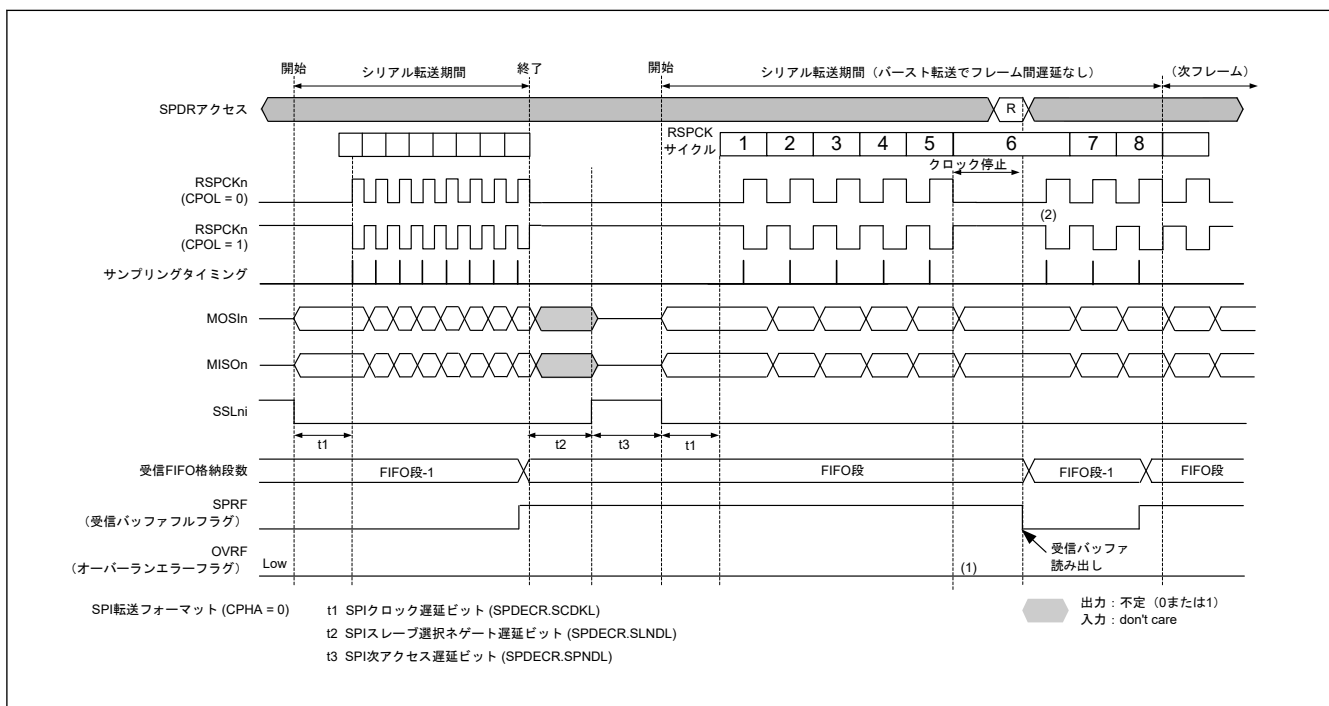 開始
シリアル転送期間
終了
開始
シリアル転送期間（バースト転送でフレーム間遅延なし）
（次フレーム）
SPDRアクセス
R
RSPCK
サイクル
1 2 3 4 5 6 7 8
クロック停止
RSPCKn
(CPOL = 0)
(2)
RSPCKn
(CPOL = 1)
サンプリングタイミング
MOSIn
MISOn
SSLni
t1
t2
t3
t1
受信FIFO格納段数
FIFO段-1
FIFO段
FIFO段-1
FIFO段
SPRF
（受信バッファフルフラグ）
受信バッファ
読み出し
OVRF
（オーバーランエラーフラグ）
Low
(1)
SPI転送フォーマット (CPHA = 0)
t1 SPIクロック遅延ビット (SPDECR.SCDKL)
t2 SPIスレーブ選択ネゲート遅延ビット (SPDECR.SLNDL)
t3 SPI次アクセス遅延ビット (SPDECR.SPNDL)
出力：不定（0または1）
入力：don't care